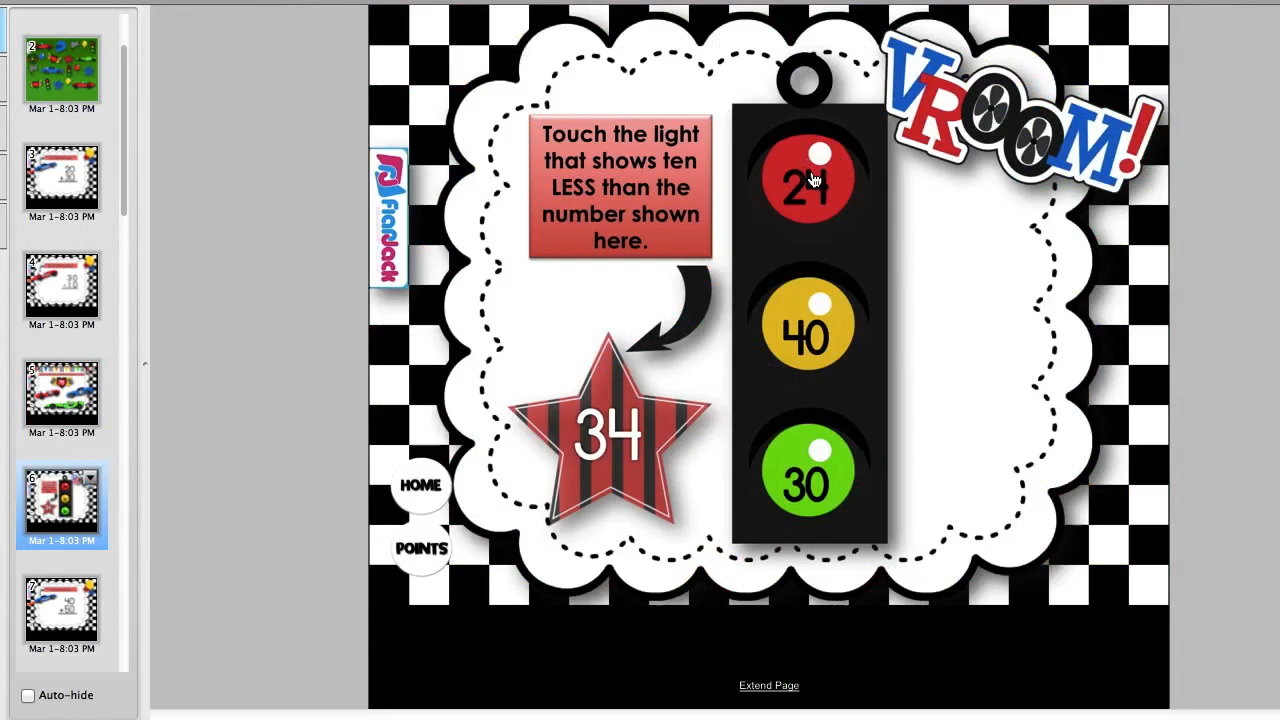 2
Mar 1–8:03 PM
3
Mar 1–8:03 PM
4
Mar 1–8:03 PM
5
Mar 1–8:03 PM
6
Mar 1–8:03 PM
7
Mar 1–8:03 PM
Auto-hide
FlapJack
HOME
POINTS
Touch the light
that shows ten
LESS than the
number shown
here.
34
24
40
30
VROOM!
Extend Page